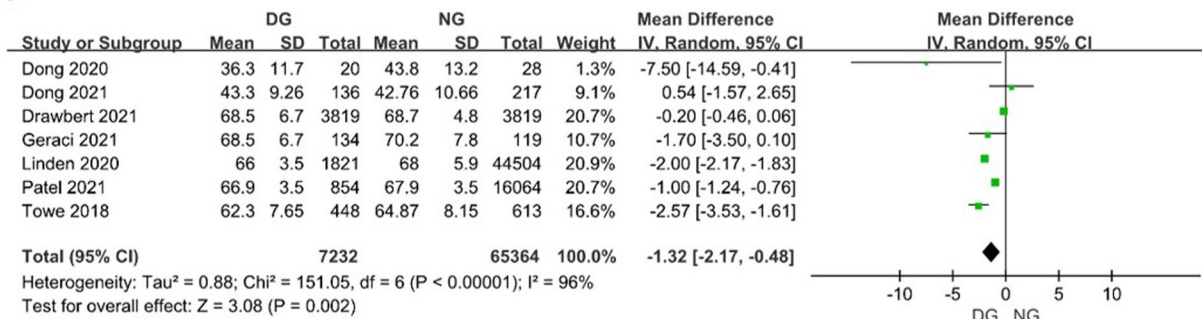 DG NG Mean Difference Mean Difference
Study or Subgroup Mean SD Total Mean SD Total Weight IV, Random, 95% CI IV, Random, 95% CI
Dong 2020 36.3 11.7 20 43.8 13.2 28 1.3% -7.50 [-14.59, -0.41]
Dong 2021 43.3 9.26 136 42.76 10.66 217 9.1% 0.54 [-1.57, 2.65]
Drawbert 2021 68.5 6.7 3819 68.7 4.8 3819 20.7% -0.20 [-0.46, 0.06]
Geraci 2021 68.5 6.7 134 70.2 7.8 119 10.7% -1.70 [-3.50, 0.10]
Linden 2020 66 3.5 1821 68 5.9 44504 20.9% -2.00 [-2.17, -1.83]
Patel 2021 66.9 3.5 854 67.9 3.5 16064 20.7% -1.00 [-1.24, -0.76]
Towe 2018 62.3 7.65 448 64.87 8.15 613 16.6% -2.57 [-3.53, -1.61]
Total (95% CI) 7232 65364 100.0% -1.32 [-2.17, -0.48]
Heterogeneity: Tau² = 0.88; Chi² = 151.05, df = 6 (P < 0.00001); I² = 96%
Test for overall effect: Z = 3.08 (P = 0.002)
-10 -5 0 5 10
DG NG